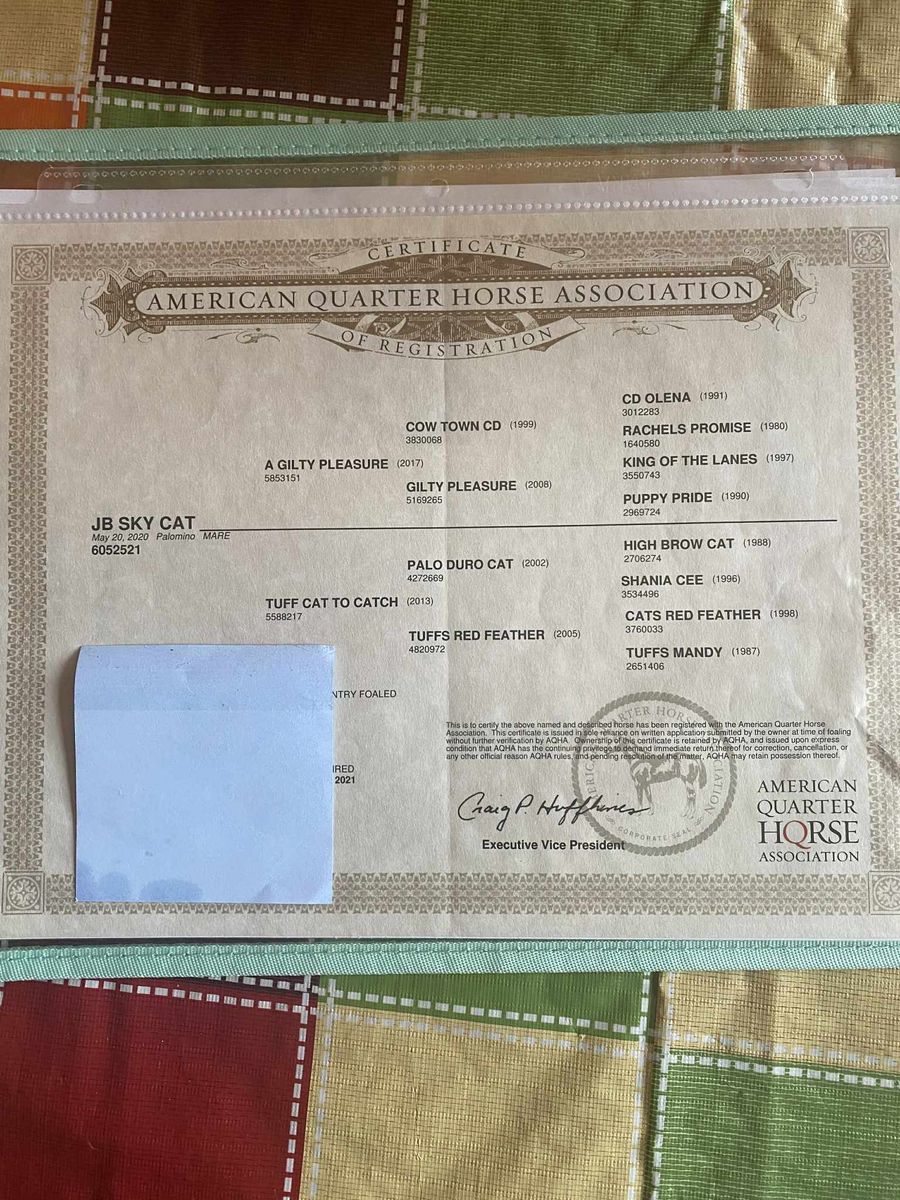 CERTIFICATE
AMERICAN QUARTER HORSE ASSOCIATION
OF REGISTRATION
CD OLENA (1991)
3012283
COW TOWN CD (1999)
3830068
RACHELS PROMISE (1980)
1640580
A GILTY PLEASURE (2017)
5853151
KING OF THE LANES (1997)
3550743
GILTY PLEASURE (2008)
5169265
PUPPY PRIDE (1990)
2969724
JB SKY CAT
May 20, 2020 Palomino MARE
6052521
HIGH BROW CAT (1988)
2706274
PALO DURO CAT (2002)
4272669
SHANIA CEE (1996)
3534496
TUFF CAT TO CATCH (2013)
5588217
CATS RED FEATHER (1998)
3760033
TUFFS RED FEATHER (2005)
4820972
TUFFS MANDY (1987)
2651406
NTRY FOALED
IRED
2021
This is to certify the above named and described horse has been registered with the American Quarter Horse
Association. This certificate is issued in sole reliance on written application submitted by the owner at time of foaling
without further verification by AQHA. Ownership of this certificate is retained by AQHA, and issued upon express
condition that AQHA has the continuing privilege to demand immediate return thereof for correction, cancellation, or
any other official reason AQHA rules, and pending resolution of the matter, AQHA may retain possession thereof.
Craig P. Huffhines
Executive Vice President
CORPORATE SEAL
AMERICAN
QUARTER
HORSE
ASSOCIATION